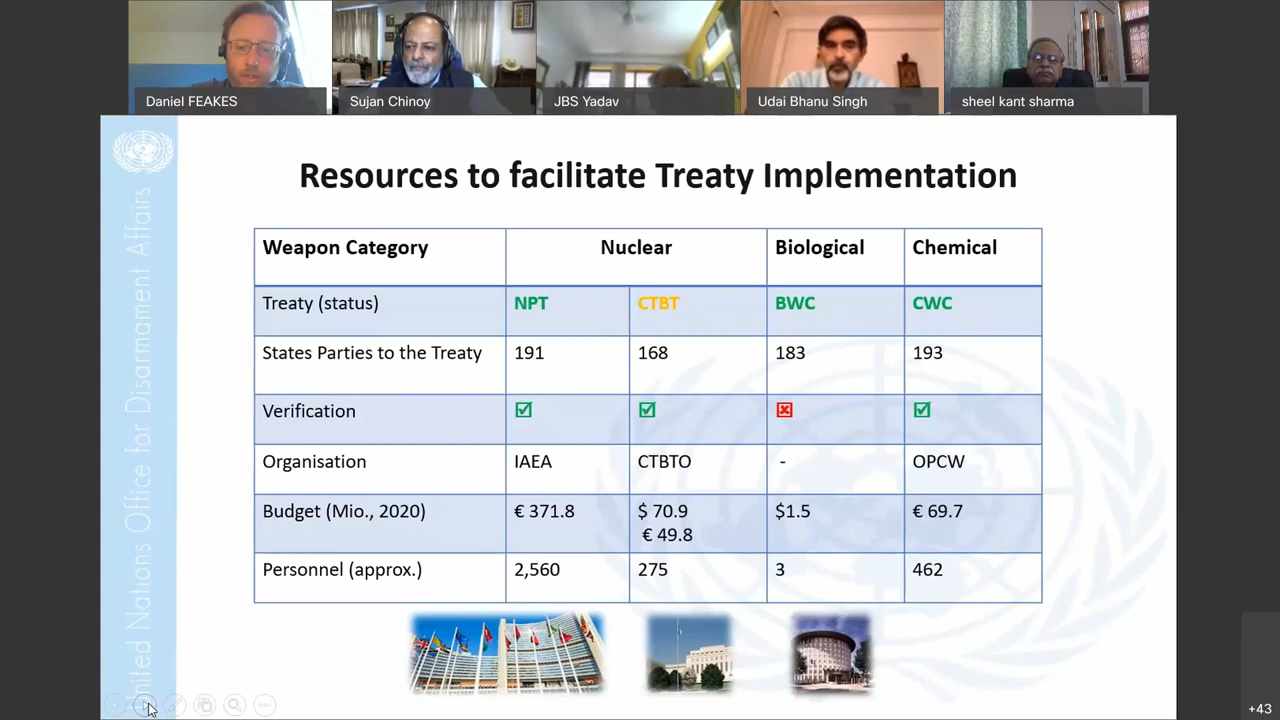 Daniel FEAKES
Sujan Chinoy
JBS Yadav
Udai Bhanu Singh
sheel kant sharma
United Nations Office for Disarmament Affairs
Resources to facilitate Treaty Implementation
Weapon Category Nuclear Biological Chemical
Treaty (status) NPT CTBT BWC CWC
States Parties to the Treaty 191 168 183 193
Verification ☑ ☑ ☒ ☑
Organisation IAEA CTBTO - OPCW
Budget (Mio., 2020) € 371.8 $ 70.9 $1.5 € 69.7
€ 49.8
Personnel (approx.) 2,560 275 3 462
+43